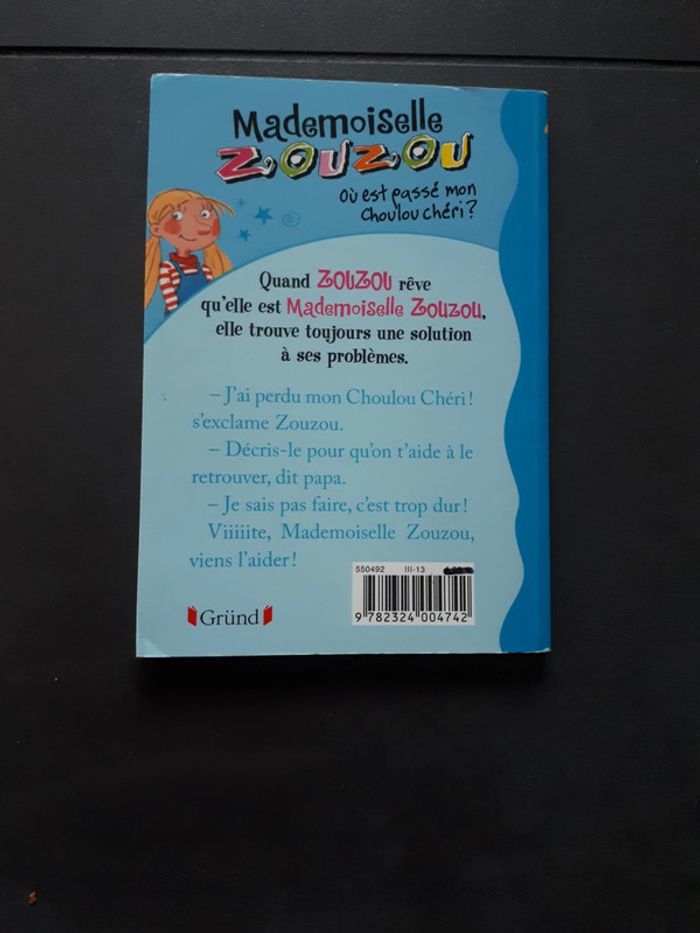 Mademoiselle
ZOUZOU
Où est passé mon
Choulou chéri?
Quand ZOUZOU rêve
qu'elle est Mademoiselle Zouzou,
elle trouve toujours une solution
à ses problèmes.
– J'ai perdu mon Choulou Chéri !
s'exclame Zouzou.
– Décris-le pour qu'on t'aide à le
retrouver, dit papa.
– Je sais pas faire, c'est trop dur !
Viiiiite, Mademoiselle Zouzou,
viens l'aider !
550492 III-13
9 782324 004742
Gründ